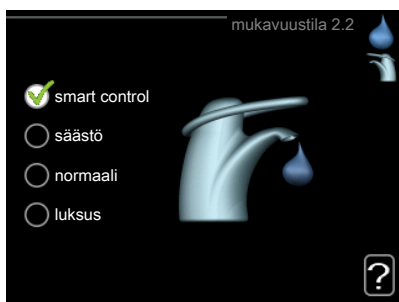 mukavuustila 2.2
smart control
säästö
normaali
luksus
?